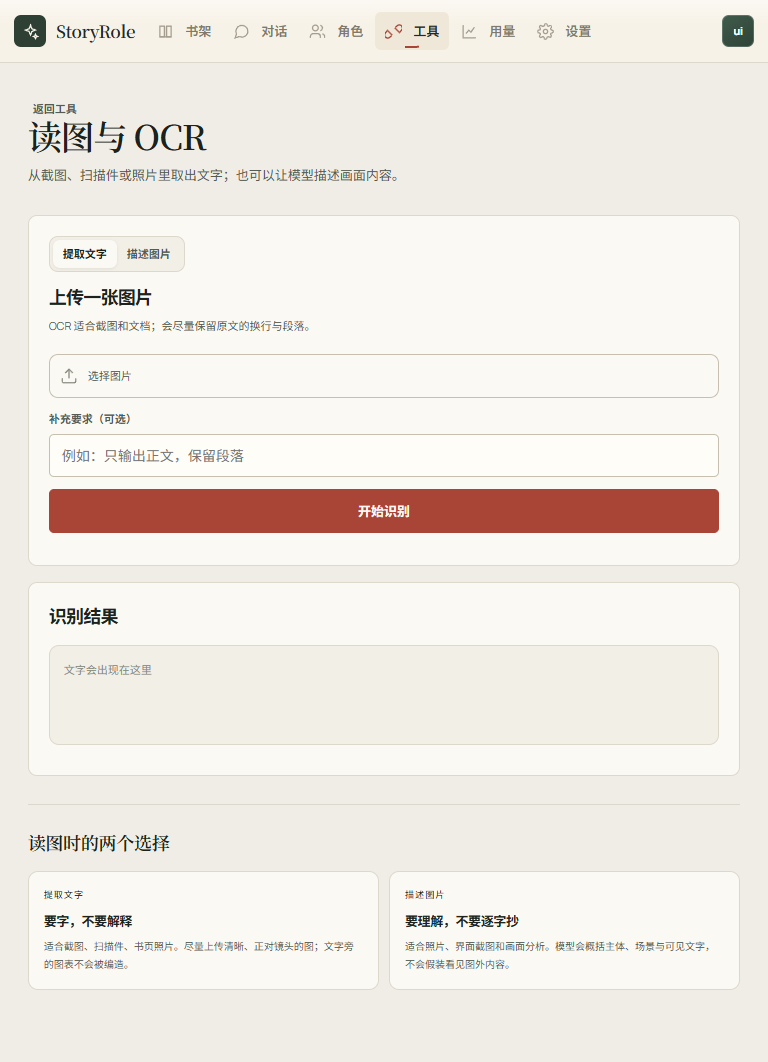 StoryRole 书架 对话 角色 工具 用量 设置 ui
返回工具
读图与 OCR
从截图、扫描件或照片里取出文字；也可以让模型描述画面内容。
提取文字 描述图片
上传一张图片
OCR 适合截图和文档；会尽量保留原文的换行与段落。
选择图片
补充要求（可选）
例如：只输出正文，保留段落
开始识别
识别结果
文字会出现在这里
读图时的两个选择
提取文字
要字，不要解释
适合截图、扫描件、书页照片。尽量上传清晰、正对镜头的图；文字旁
的图表不会被编造。
描述图片
要理解，不要逐字抄
适合照片、界面截图和画面分析。模型会概括主体、场景与可见文字，
不会假装看见图外内容。